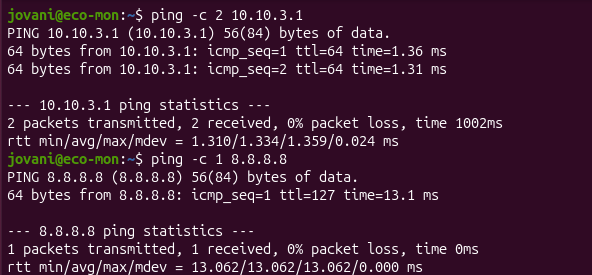 jovani@eco-mon:~$ ping -c 2 10.10.3.1
PING 10.10.3.1 (10.10.3.1) 56(84) bytes of data.
64 bytes from 10.10.3.1: icmp_seq=1 ttl=64 time=1.36 ms
64 bytes from 10.10.3.1: icmp_seq=2 ttl=64 time=1.31 ms

--- 10.10.3.1 ping statistics ---
2 packets transmitted, 2 received, 0% packet loss, time 1002ms
rtt min/avg/max/mdev = 1.310/1.334/1.359/0.024 ms
jovani@eco-mon:~$ ping -c 1 8.8.8.8
PING 8.8.8.8 (8.8.8.8) 56(84) bytes of data.
64 bytes from 8.8.8.8: icmp_seq=1 ttl=127 time=13.1 ms

--- 8.8.8.8 ping statistics ---
1 packets transmitted, 1 received, 0% packet loss, time 0ms
rtt min/avg/max/mdev = 13.062/13.062/13.062/0.000 ms